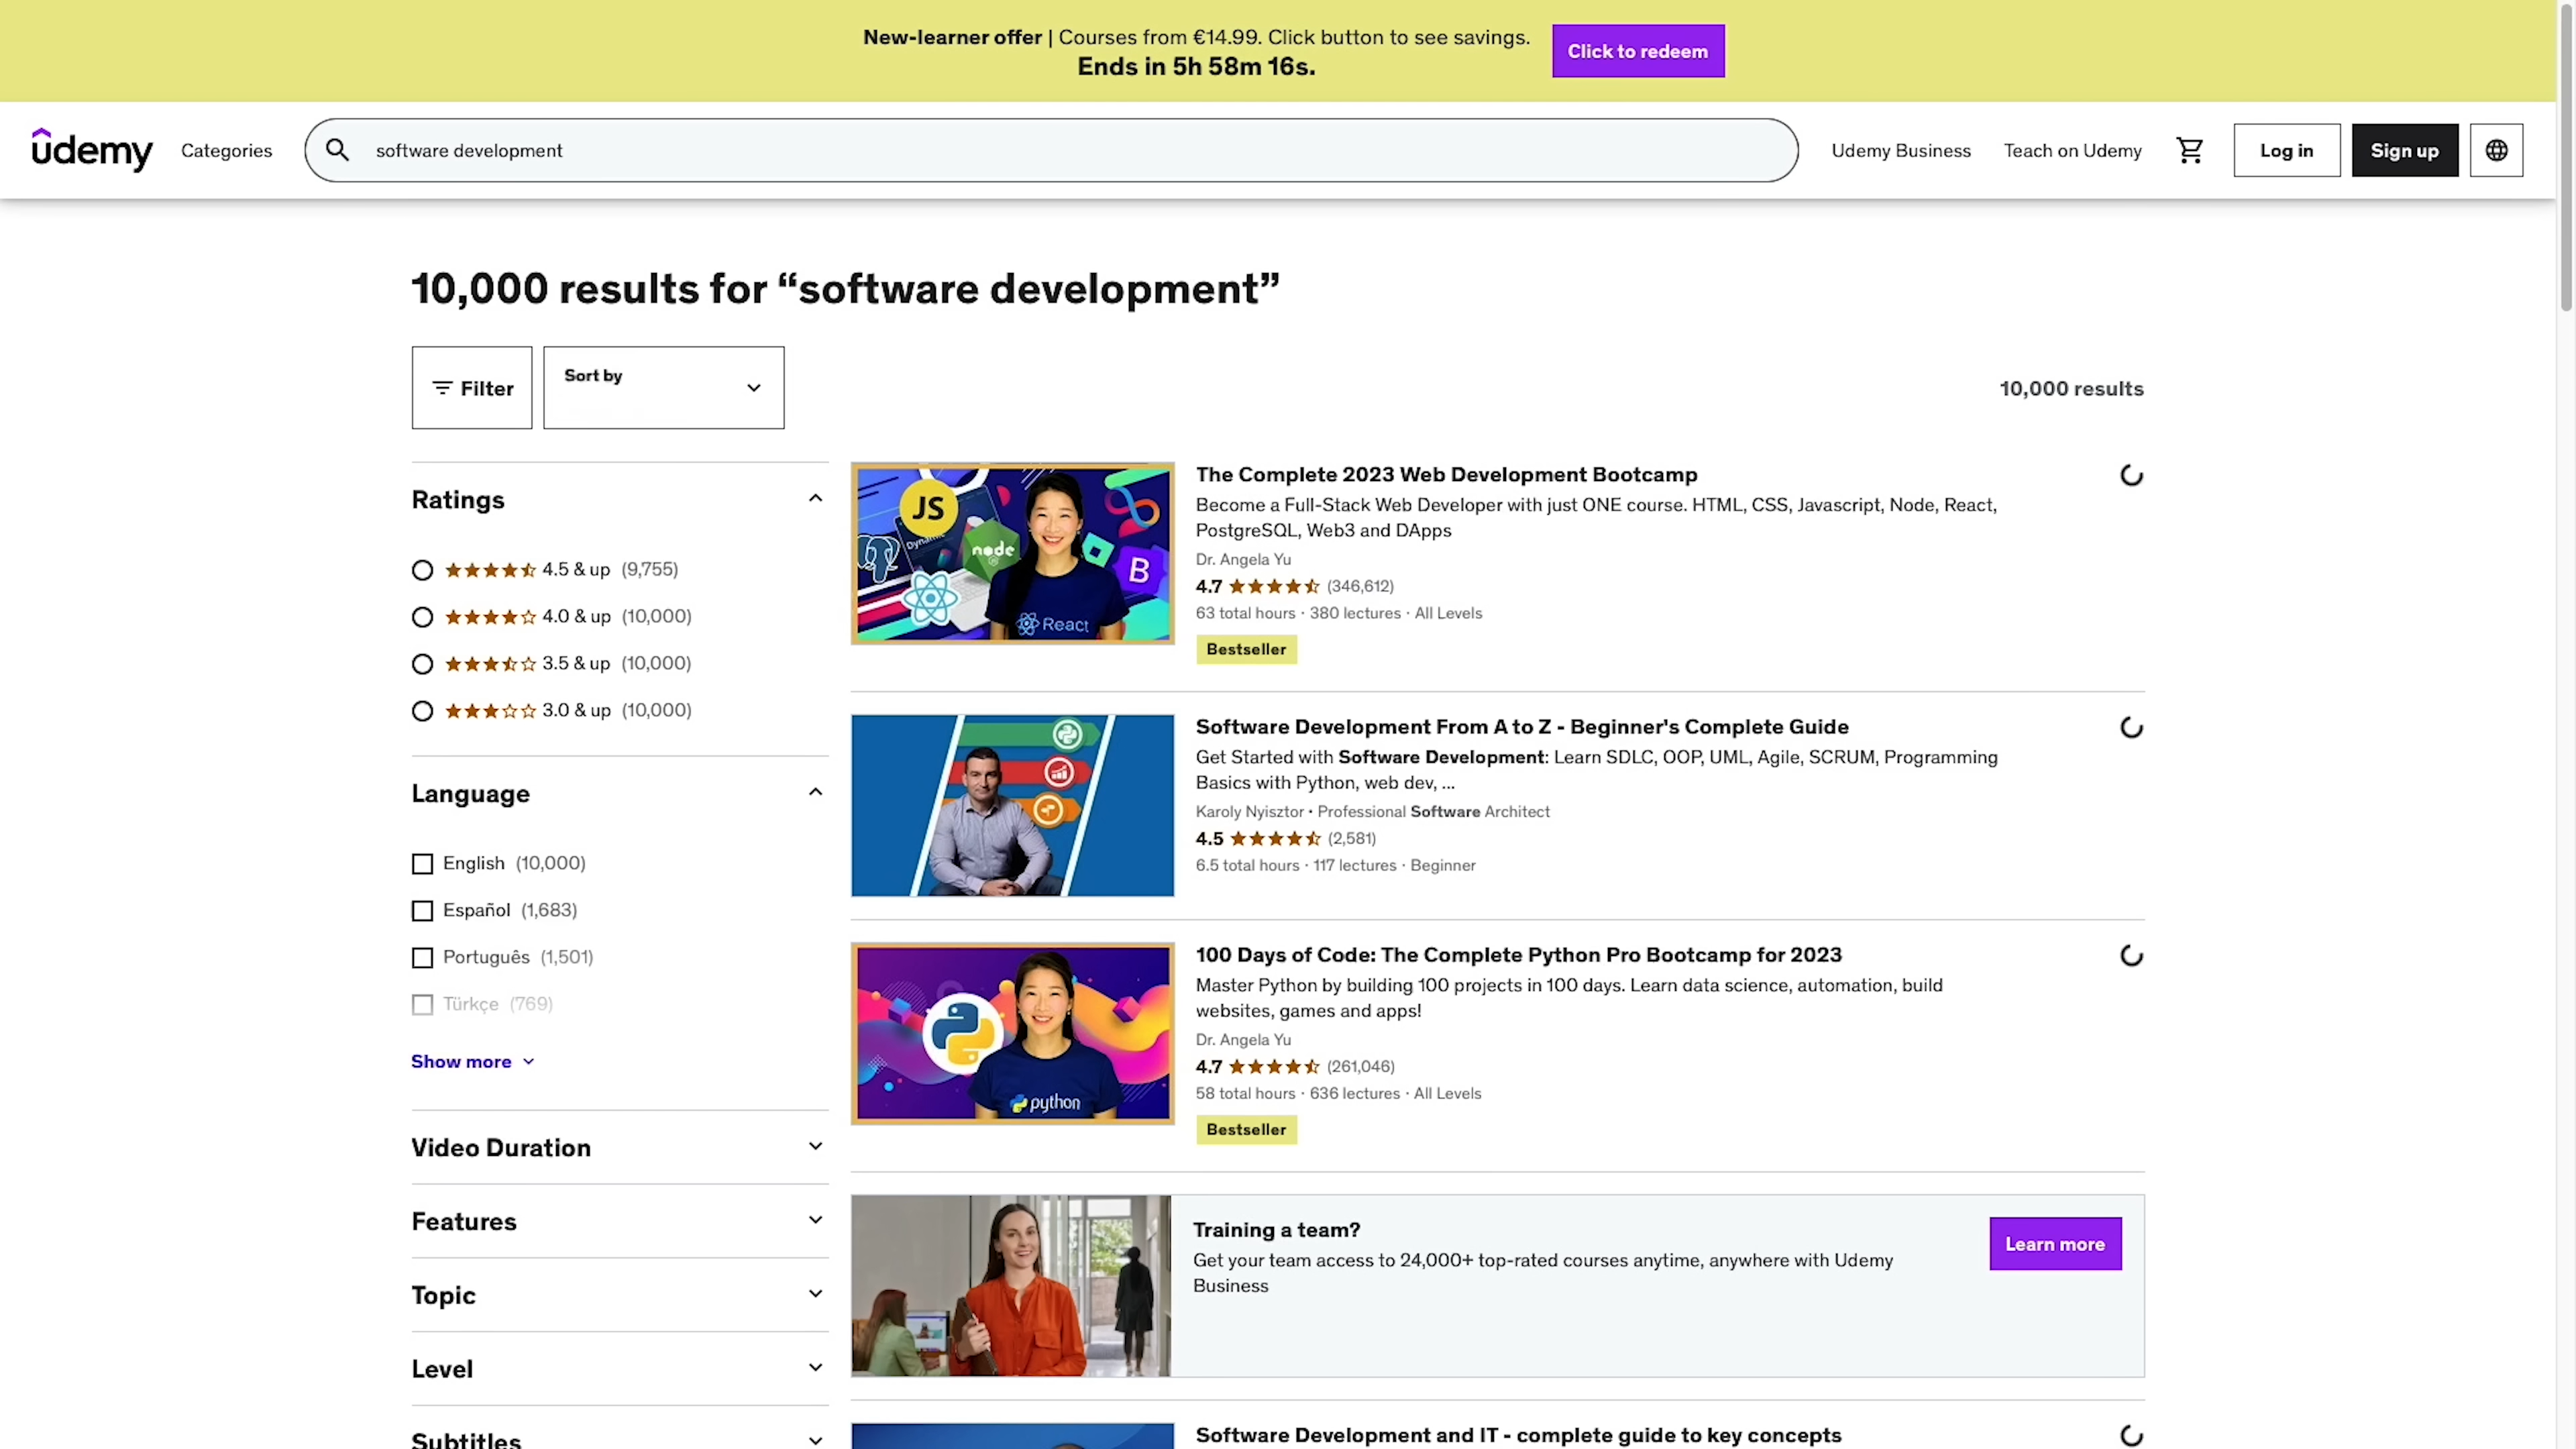 New-learner offer | Courses from €14.99. Click button to see savings.
Ends in 5h 58m 16s.
Click to redeem
ûdemy
Categories
software development
Udemy Business
Teach on Udemy
Log in
Sign up
10,000 results for “software development”
Filter
Sort by
10,000 results
Ratings
4.5 & up (9,755)
4.0 & up (10,000)
3.5 & up (10,000)
3.0 & up (10,000)
Language
English (10,000)
Español (1,683)
Português (1,501)
Türkçe (769)
Show more
Video Duration
Features
Topic
Level
Subtitles
JS
node
B
React
The Complete 2023 Web Development Bootcamp
Become a Full-Stack Web Developer with just ONE course. HTML, CSS, Javascript, Node, React,
PostgreSQL, Web3 and DApps
Dr. Angela Yu
4.7 (346,612)
63 total hours · 380 lectures · All Levels
Bestseller
Software Development From A to Z - Beginner's Complete Guide
Get Started with Software Development: Learn SDLC, OOP, UML, Agile, SCRUM, Programming
Basics with Python, web dev, ...
Karoly Nyisztor • Professional Software Architect
4.5 (2,581)
6.5 total hours · 117 lectures · Beginner
python
100 Days of Code: The Complete Python Pro Bootcamp for 2023
Master Python by building 100 projects in 100 days. Learn data science, automation, build
websites, games and apps!
Dr. Angela Yu
4.7 (261,046)
58 total hours · 636 lectures · All Levels
Bestseller
Training a team?
Get your team access to 24,000+ top-rated courses anytime, anywhere with Udemy
Business
Learn more
Software Development and IT - complete guide to key concepts